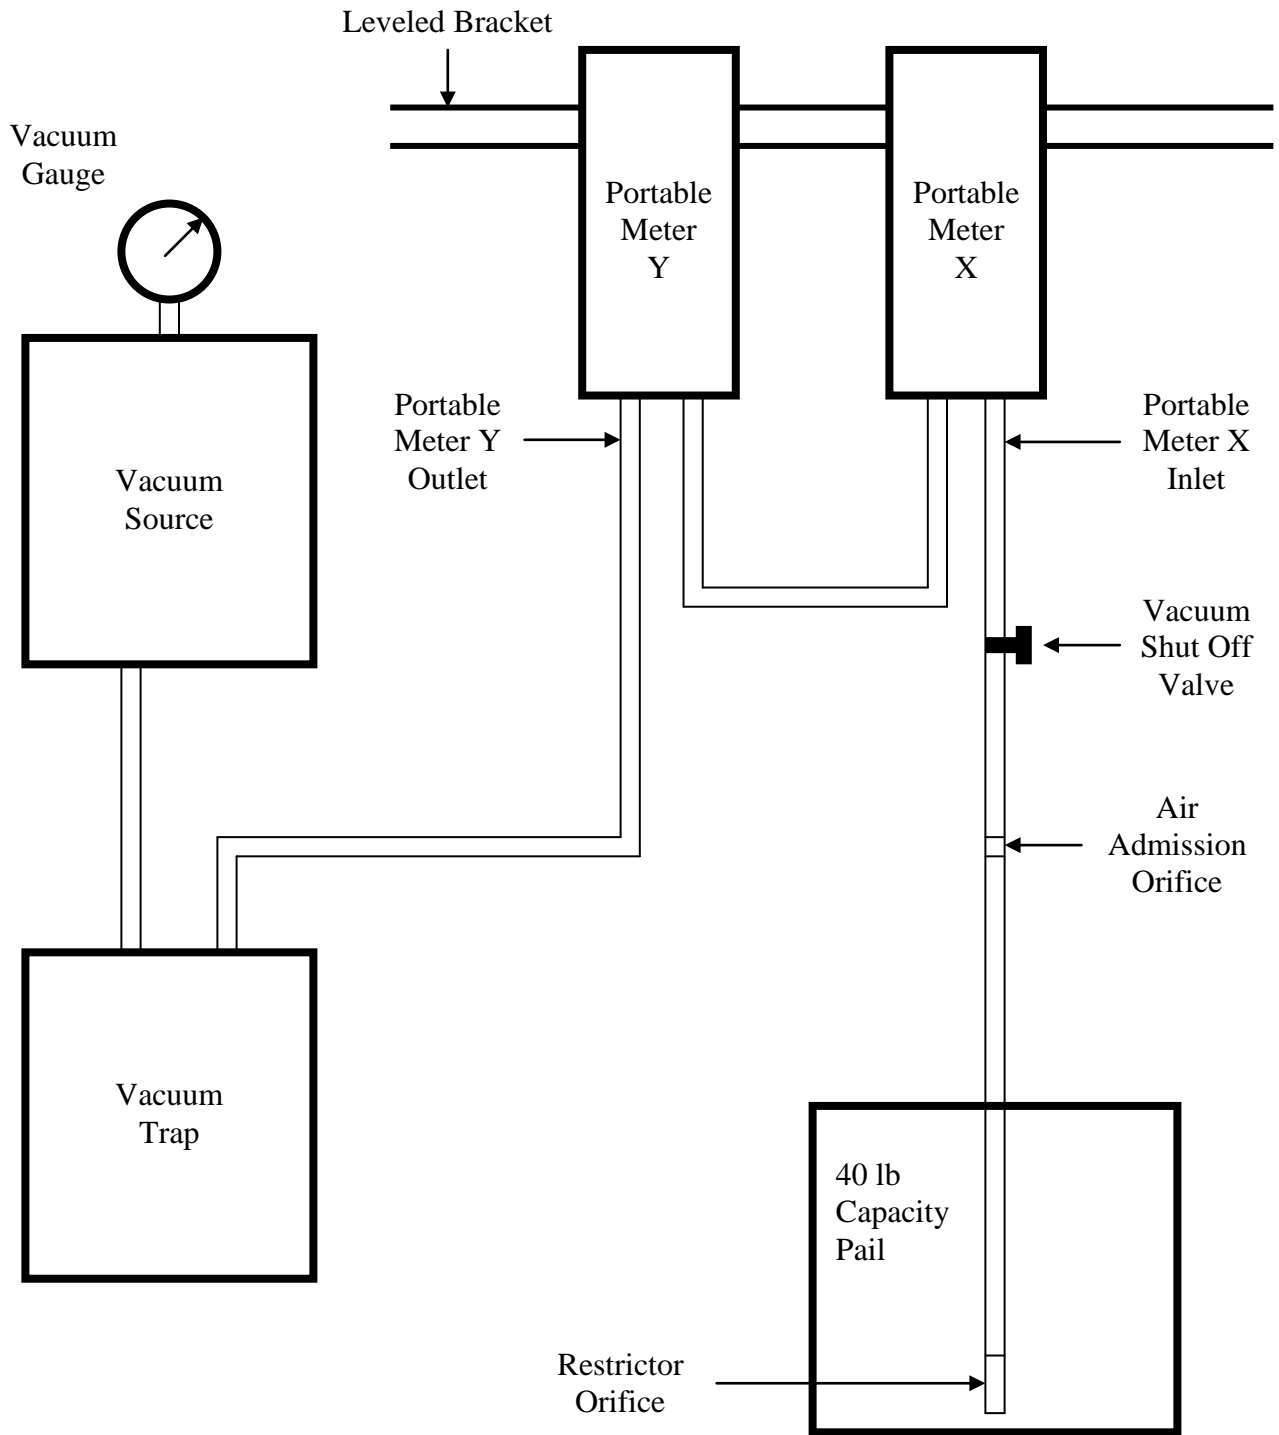 Leveled Bracket
Vacuum
Gauge
Portable
Meter
Y
Portable
Meter
X
Portable
Meter Y
Outlet
Portable
Meter X
Inlet
Vacuum
Source
Vacuum
Shut Off
Valve
Air
Admission
Orifice
Vacuum
Trap
40 lb
Capacity
Pail
Restrictor
Orifice